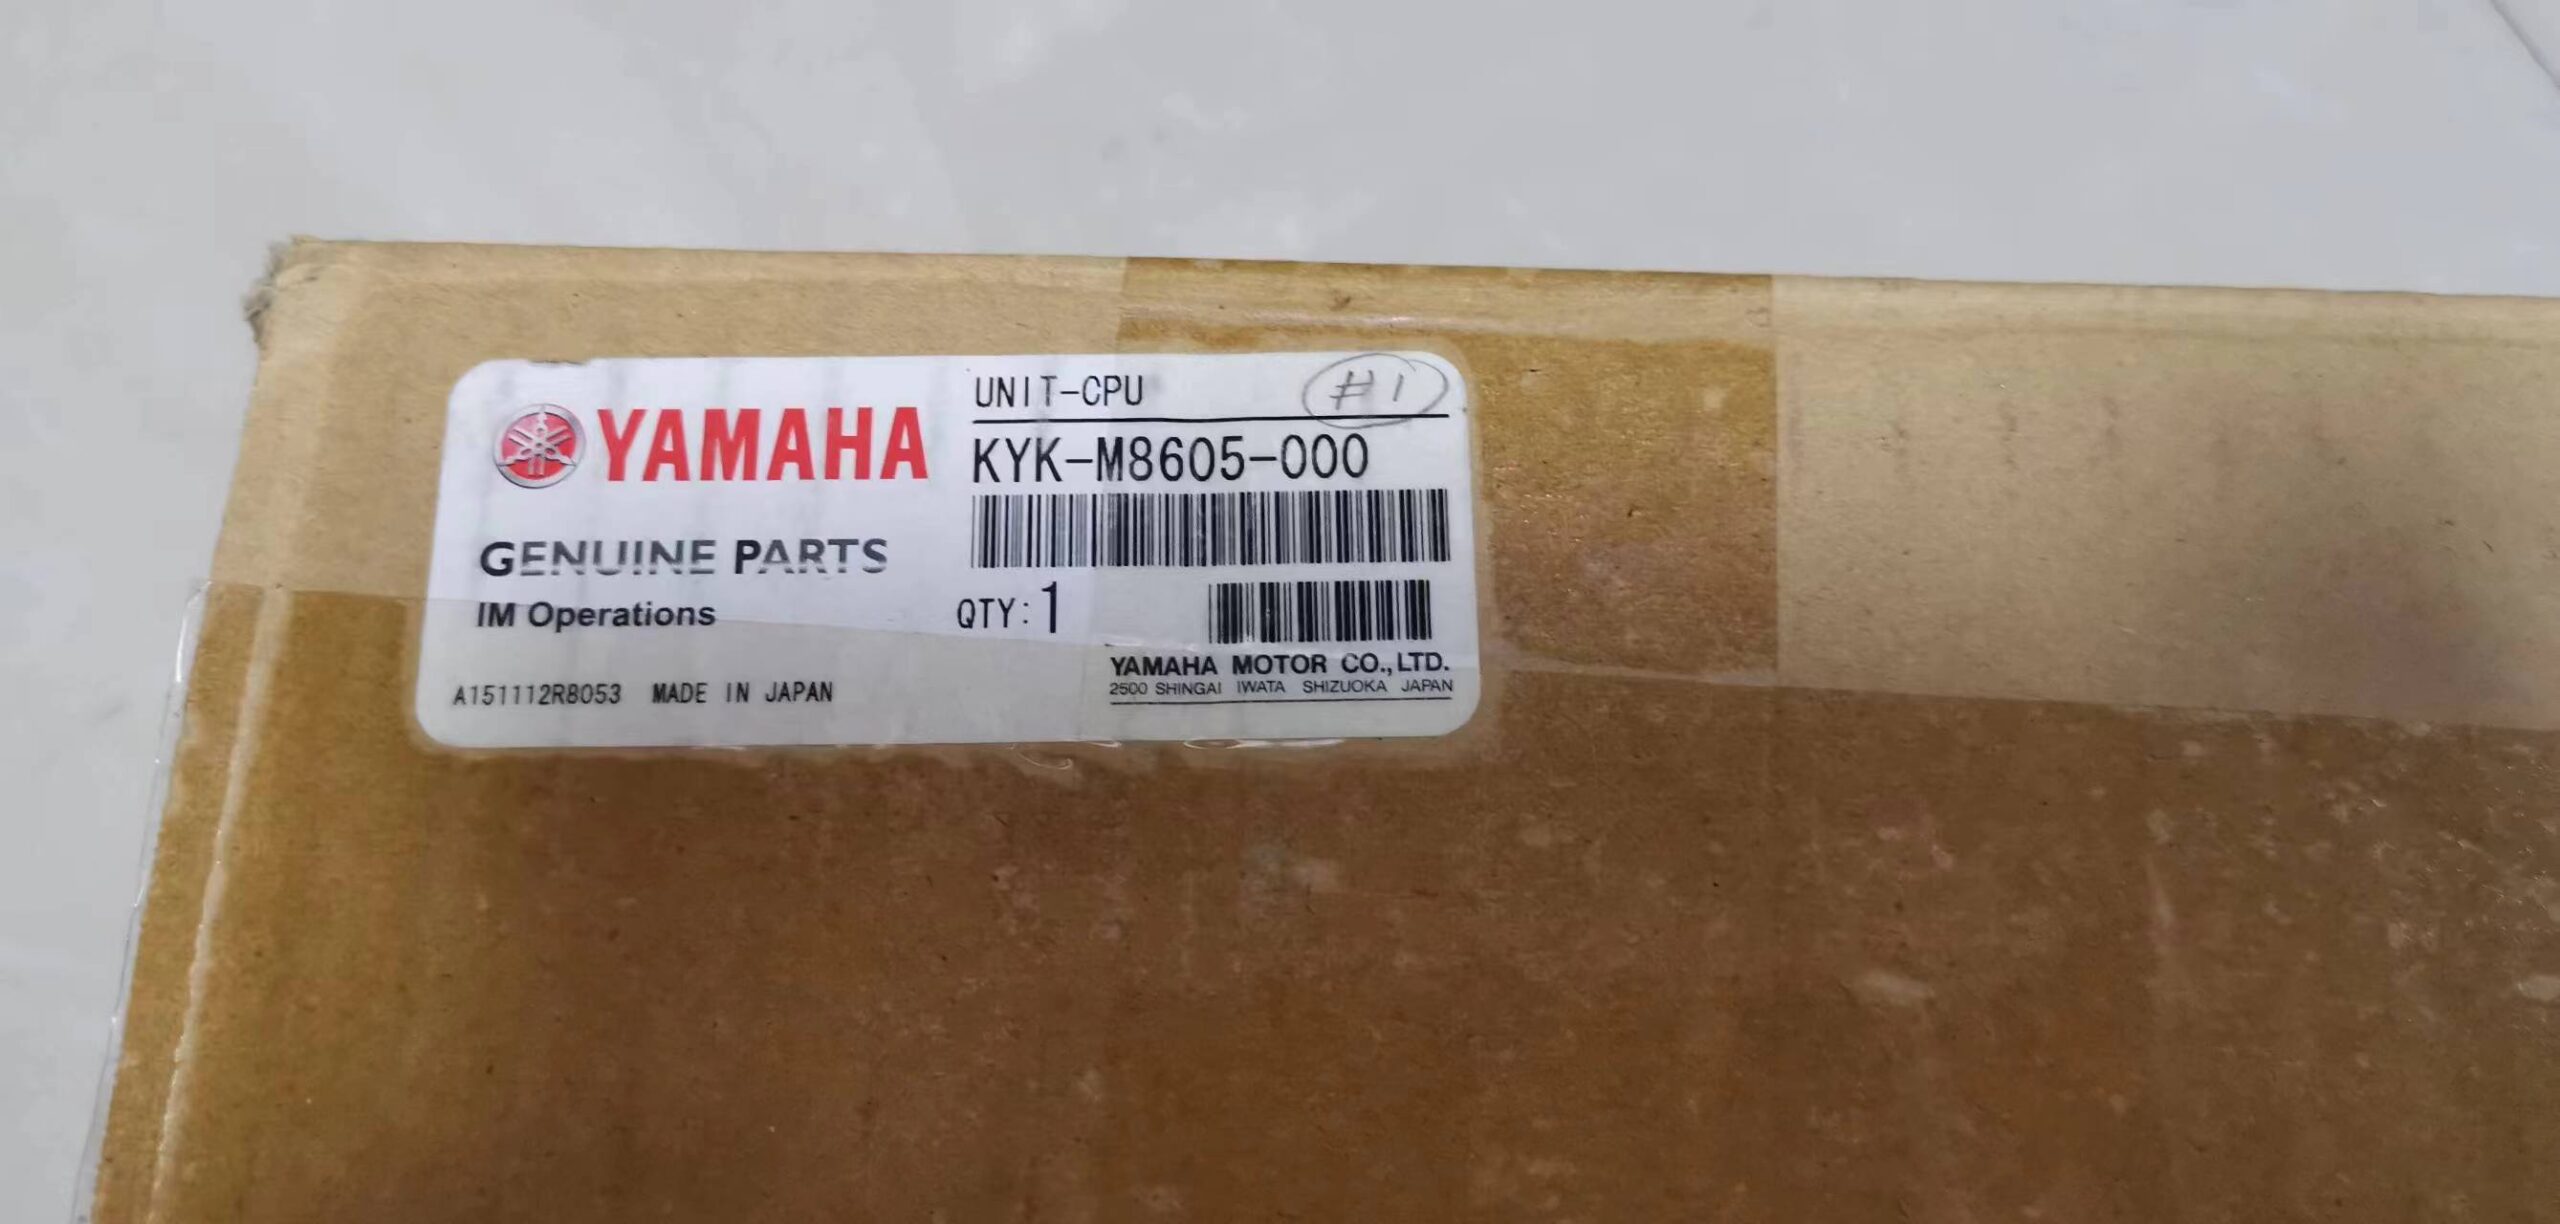 UNIT-CPU #1
YAMAHA KYK-M8605-000
GENUINE PARTS
IM Operations QTY: 1
YAMAHA MOTOR CO.,LTD.
A151112R8053 MADE IN JAPAN 2500 SHINGAI IWATA SHIZUOKA JAPAN